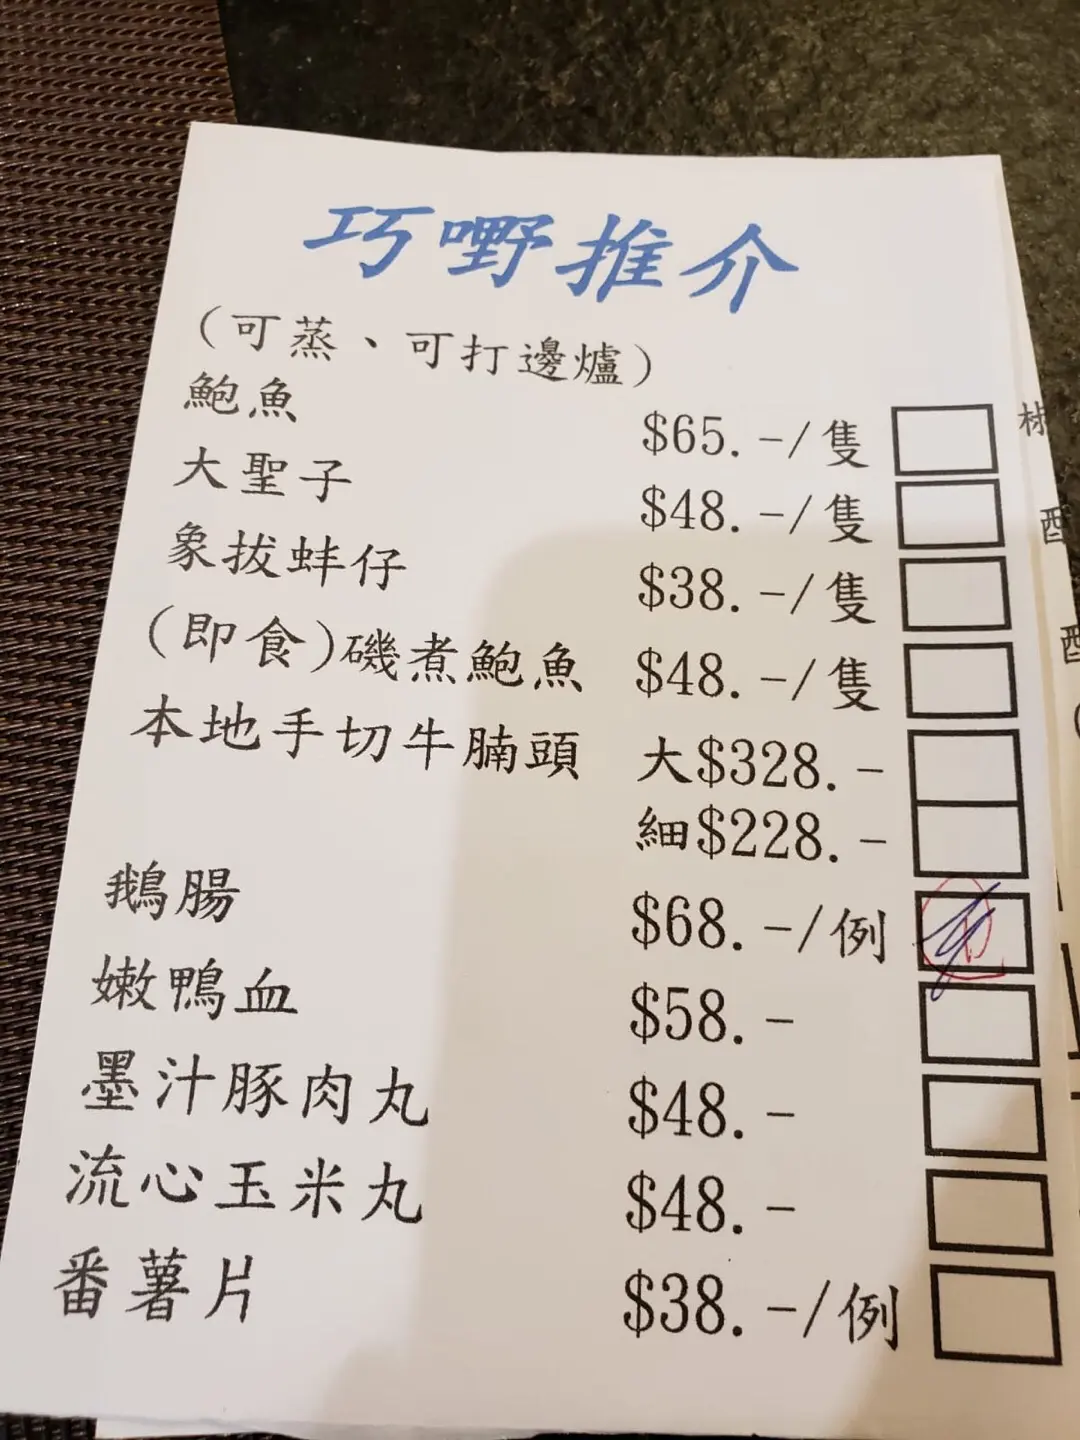 巧嘢推介
（可蒸、可打邊爐）
鮑魚 $65.-/隻
大聖子 $48.-/隻
象拔蚌仔 $38.-/隻
（即食）磯煮鮑魚 $48.-/隻
本地手切牛腩頭 大$328.-
細$228.-
鵝腸 $68.-/例
嫩鴨血 $58.-
墨汁豚肉丸 $48.-
流心玉米丸 $48.-
番薯片 $38.-/例